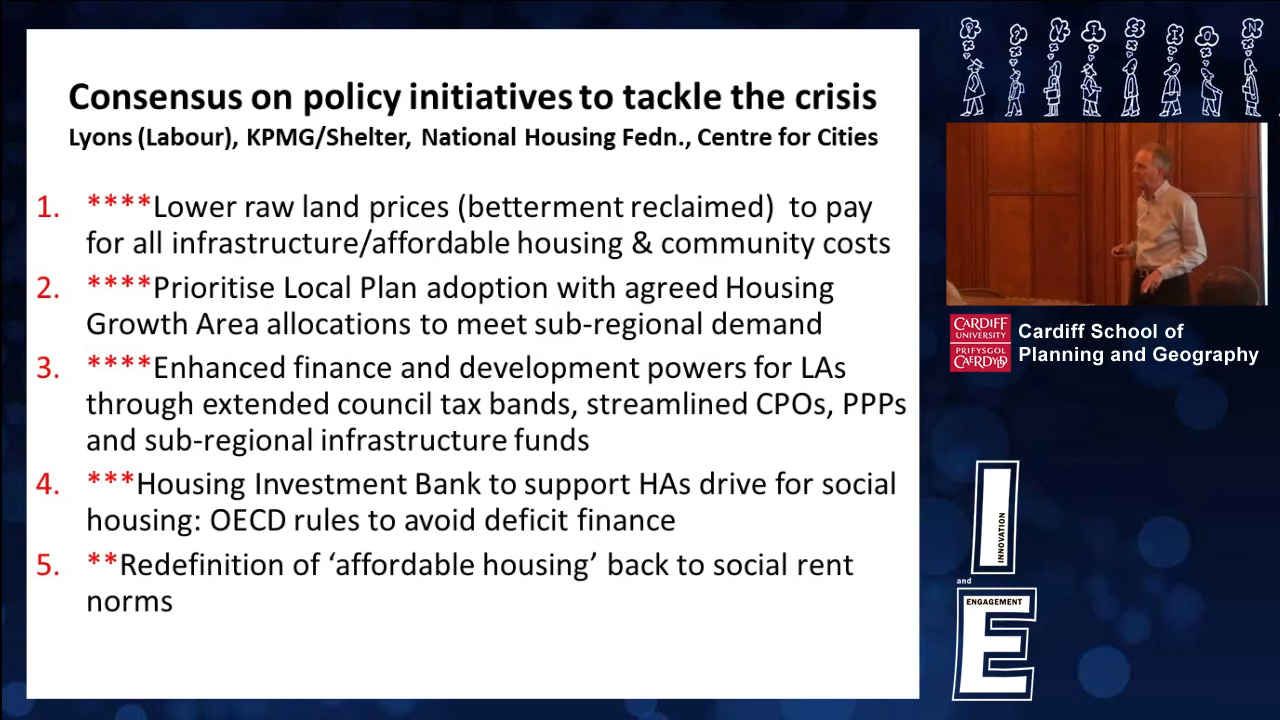 Consensus on policy initiatives to tackle the crisis
Lyons (Labour), KPMG/Shelter, National Housing Fedn., Centre for Cities
1. ****Lower raw land prices (betterment reclaimed) to pay
for all infrastructure/affordable housing & community costs
2. ****Prioritise Local Plan adoption with agreed Housing
Growth Area allocations to meet sub-regional demand
3. ****Enhanced finance and development powers for LAs
through extended council tax bands, streamlined CPOs, PPPs
and sub-regional infrastructure funds
4. ***Housing Investment Bank to support HAs drive for social
housing: OECD rules to avoid deficit finance
5. **Redefinition of ‘affordable housing’ back to social rent
norms
@ ? V I S I O N
CARDIFF
UNIVERSITY
PRIFYSGOL
CAERDYDD
Cardiff School of
Planning and Geography
I
INNOVATION
and
ENGAGEMENT
E